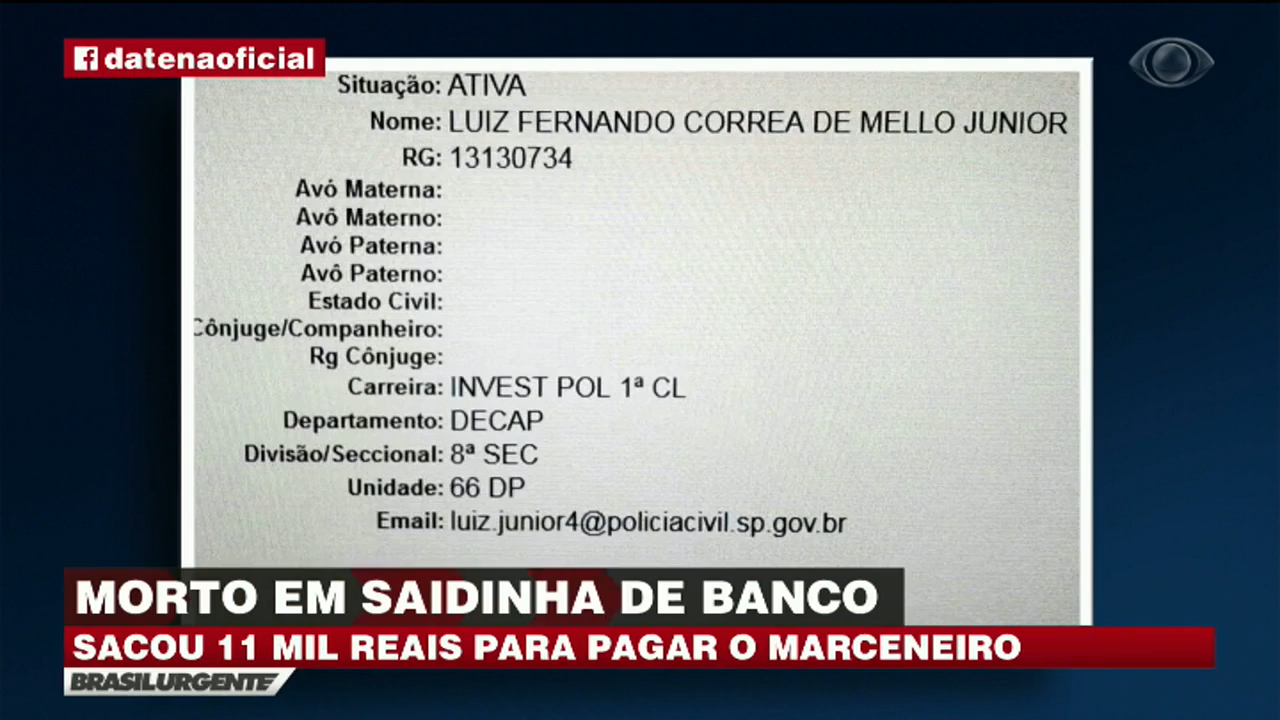 datenaoficial
Situação: ATIVA
Nome: LUIZ FERNANDO CORREA DE MELLO JUNIOR
RG: 13130734
Avó Materna:
Avô Materno:
Avó Paterna:
Avô Paterno:
Estado Civil:
Cônjuge/Companheiro:
Rg Cônjuge:
Carreira: INVEST POL 1ª CL
Departamento: DECAP
Divisão/Seccional: 8ª SEC
Unidade: 66 DP
Email: luiz.junior4@policiacivil.sp.gov.br
MORTO EM SAIDINHA DE BANCO
SACOU 11 MIL REAIS PARA PAGAR O MARCENEIRO
BRASILURGENTE